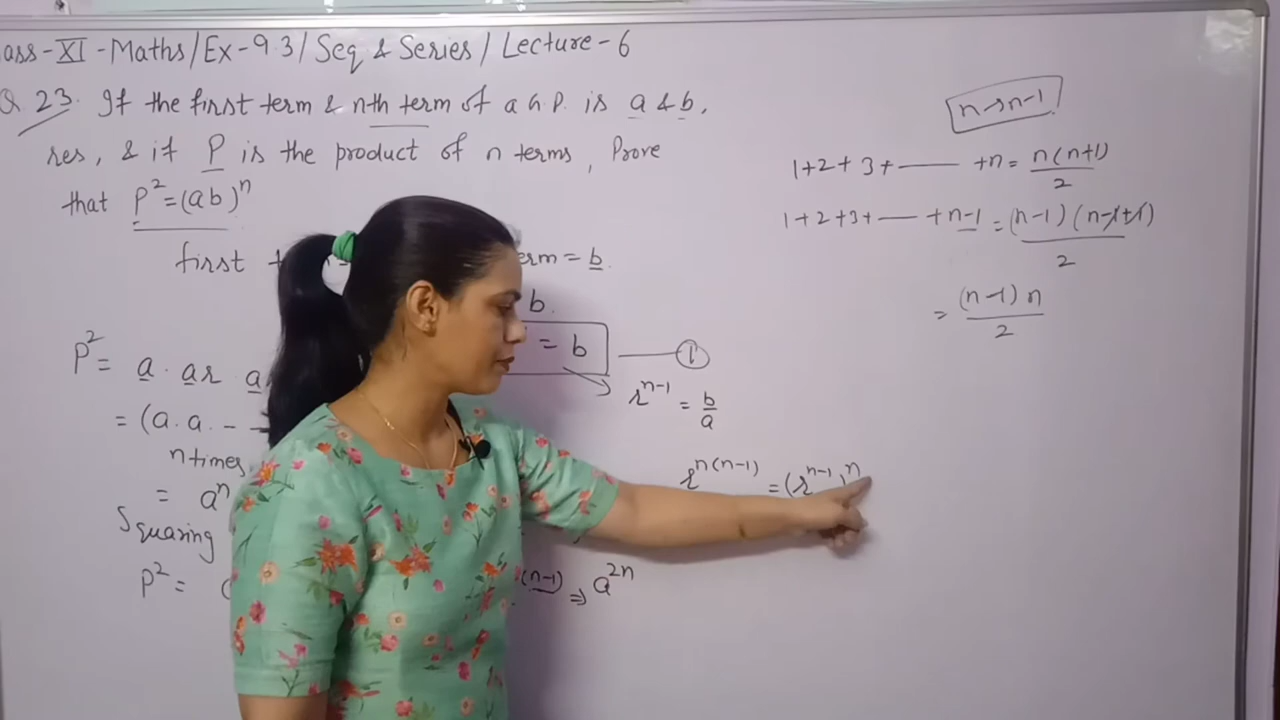 ass-XI-Maths/Ex-9.3/Seq & Series/Lecture-6
Q 23. If the first term & nth term of a G.P. is a & b,
res, & if P is the product of n terms, Prove
that P²=(ab)ⁿ
first erm = b.
b.
= b ①
rⁿ⁻¹ = b/a
P² = a. ar a
= (a.a. - -
n times
= aⁿ
Squaring
P² = (n-1) ⇒ a²ⁿ
rⁿ⁽ⁿ⁻¹⁾ = (rⁿ⁻¹)ⁿ
n→n-1
1+2+3+—— +n = n(n+1)/2
1+2+3+—— +n-1 = (n-1)(n-1+1)/2
= (n-1)n/2